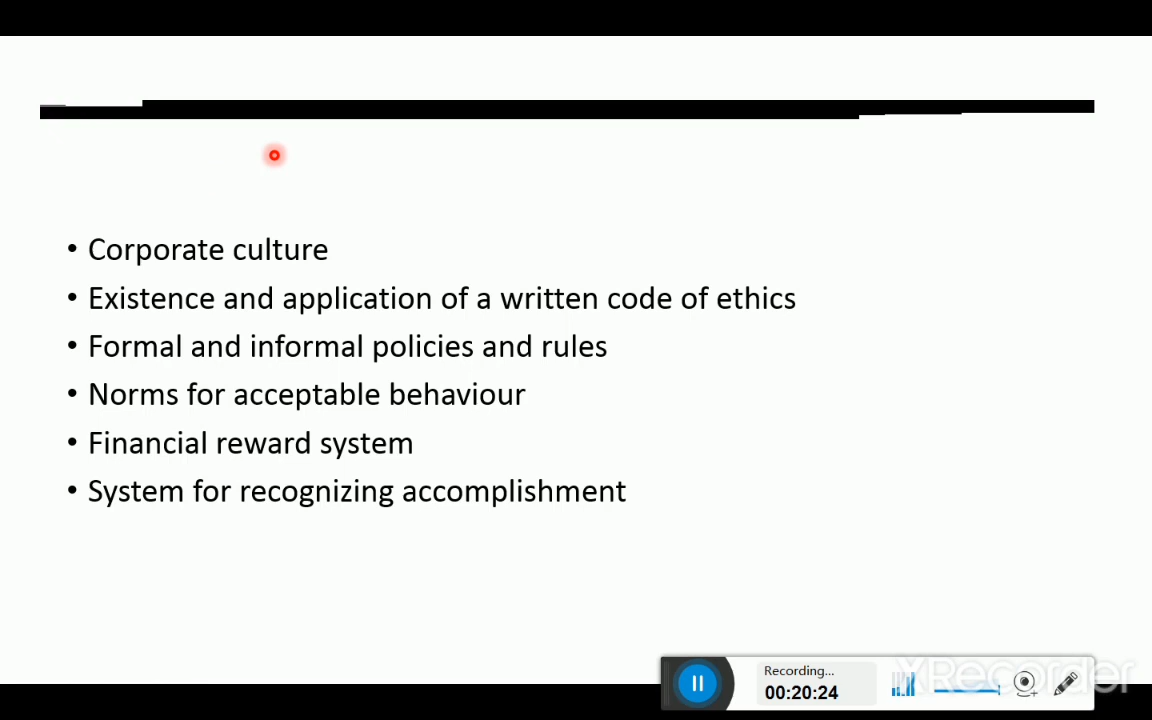 • Corporate culture
• Existence and application of a written code of ethics
• Formal and informal policies and rules
• Norms for acceptable behaviour
• Financial reward system
• System for recognizing accomplishment
Recording...
00:20:24
XRecorder